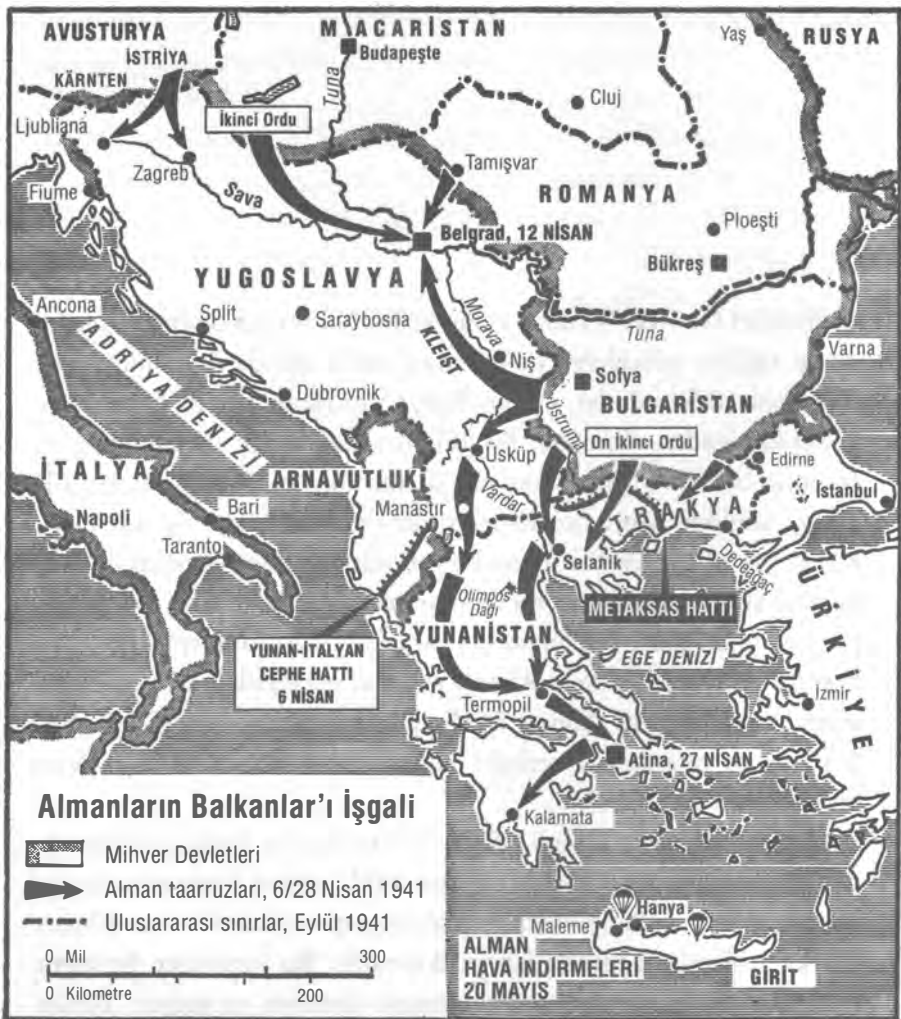 AVUSTURYA
MACARİSTAN
RUSYA
Yaş
İSTRİYA
Budapeşte
KÄRNTEN
Tuna
Cluj
Ljubliana
İkinci Ordu
Zagreb
Tamışvar
Fiume
Sava
ROMANYA
Ploeşti
Belgrad, 12 NİSAN
Bükreş
YUGOSLAVYA
Ancona
Split
Saraybosna
Morava
Tuna
KLEIST
Niş
Varna
ADRİYA DENİZİ
Dubrovnik
Sofya
BULGARİSTAN
Üstruma
On İkinci Ordu
Üsküp
Edirne
İTALYA
ARNAVUTLUK
İstanbul
Bari
Manastır
Vardar
TRAKYA
Napoli
Taranto
Selanik
Dedeağaç
TÜRKİYE
Olimpos
Dağı
METAKSAS HATTI
YUNANİSTAN
YUNAN-İTALYAN
CEPHE HATTI
6 NİSAN
EGE DENİZİ
Termopil
İzmir
Atina, 27 NİSAN
Kalamata
Almanların Balkanlar'ı İşgali
Mihver Devletleri
Alman taarruzları, 6/28 Nisan 1941
Uluslararası sınırlar, Eylül 1941
0 Mil 300
0 Kilometre 200
Maleme
Hanya
ALMAN
HAVA İNDİRMELERİ
20 MAYIS
GİRİT